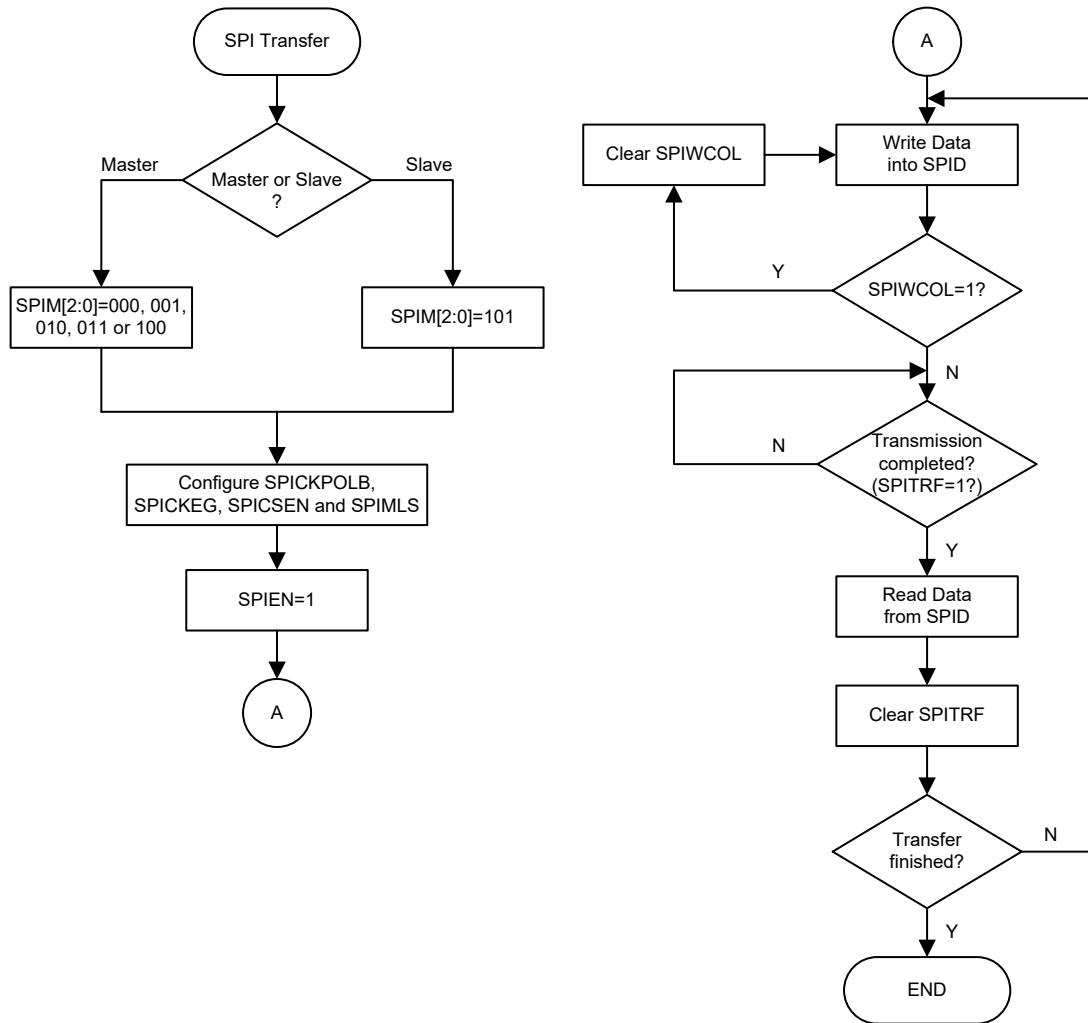 SPI Transfer
Master
Master or Slave
?
Slave
SPIM[2:0]=000, 001,
010, 011 or 100
SPIM[2:0]=101
Configure SPICKPOLB,
SPICKEG, SPICSEN and SPIMLS
SPIEN=1
A
A
Clear SPIWCOL
Write Data
into SPID
Y
SPIWCOL=1?
N
N
Transmission
completed?
(SPITRF=1?)
Y
Read Data
from SPID
Clear SPITRF
Transfer
finished?
N
Y
END